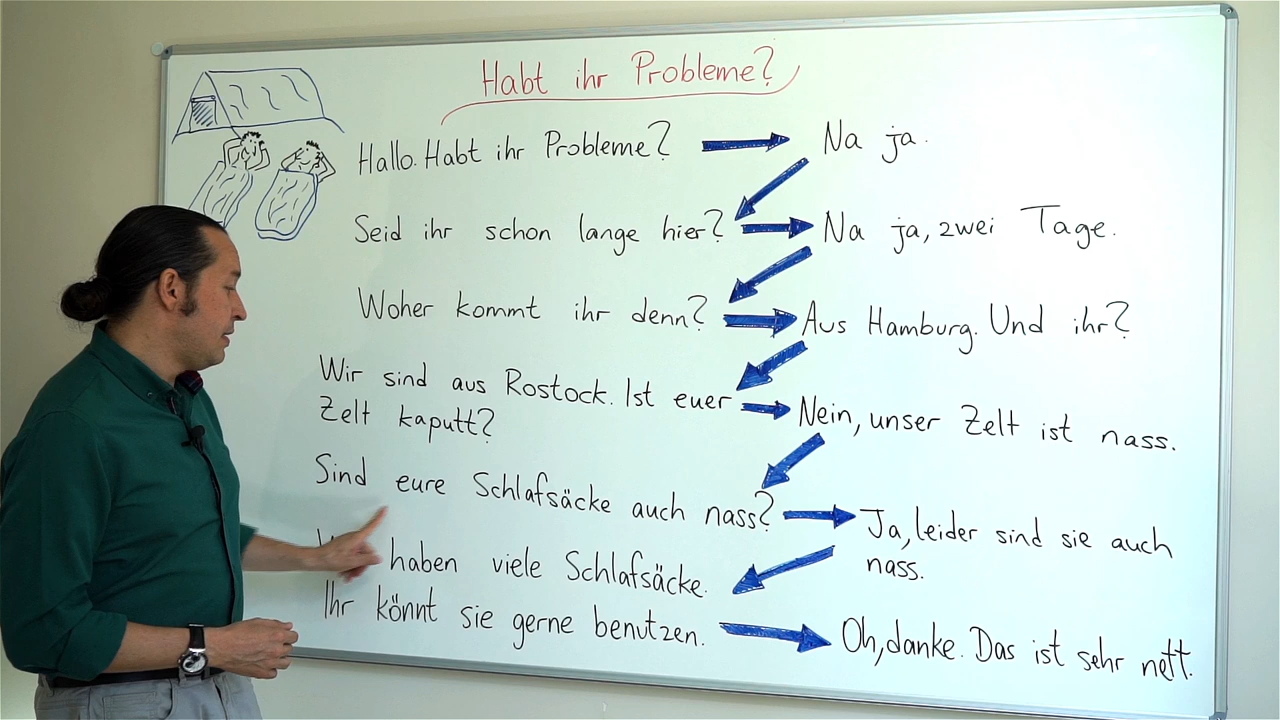 Habt ihr Probleme?
Hallo. Habt ihr Probleme?
Na ja.
Seid ihr schon lange hier?
Na ja, zwei Tage.
Woher kommt ihr denn?
Aus Hamburg. Und ihr?
Wir sind aus Rostock. Ist euer
Zelt kaputt?
Nein, unser Zelt ist nass.
Sind eure Schlafsäcke auch nass?
Ja, leider sind sie auch
nass.
haben viele Schlafsäcke.
Ihr könnt sie gerne benutzen.
Oh, danke. Das ist sehr nett.